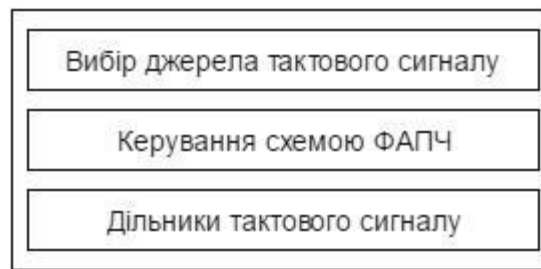 Вибір джерела тактового сигналу
Керування схемою ФАПЧ
Дільники тактового сигналу